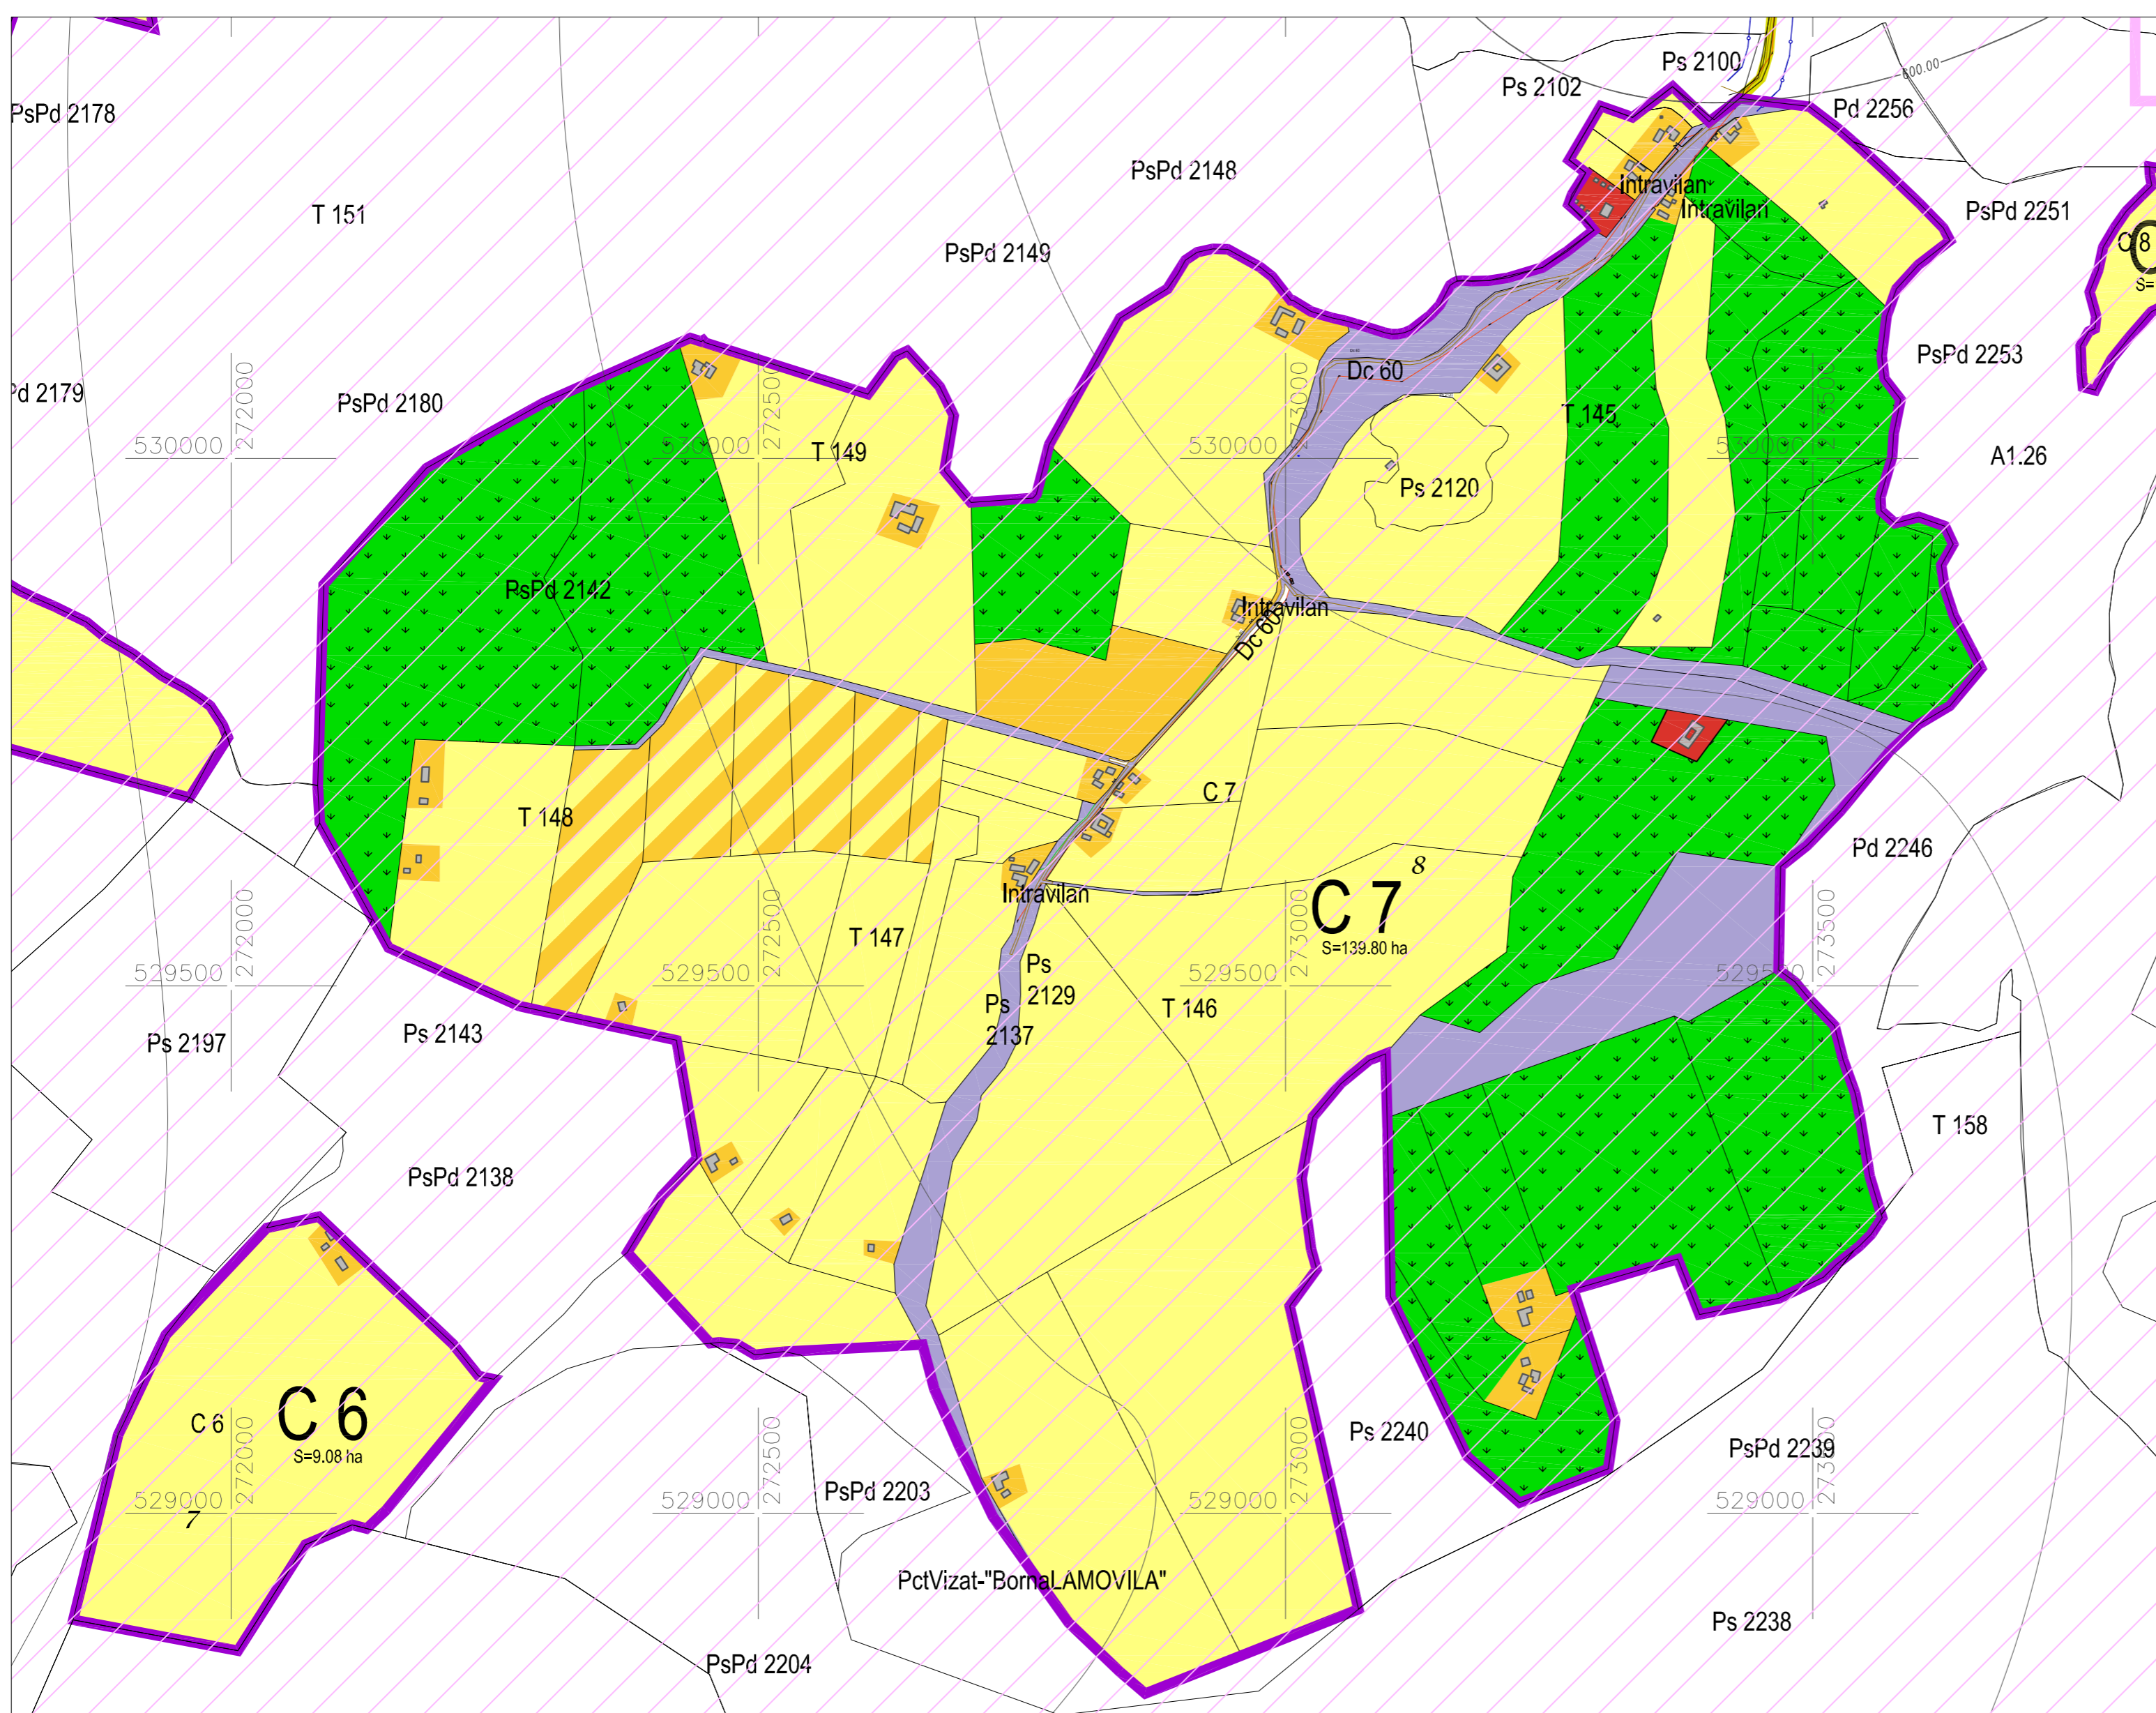 Ps 2100
600.00
Ps 2102
Pd 2256
PsPd 2178
PsPd 2148
T 151
Intravilan
Intravilan
PsPd 2251
PsPd 2149
C 8
S=
PsPd 2253
Dc 60
Pd 2179
PsPd 2180
T 145
530000
272000
530000
272500
530000
273000
530000
273500
T 149
A1.26
Ps 2120
PsPd 2142
Intravilan
Dc 60
C 7
T 148
8
Pd 2246
Intravilan
C 7
S=139.80 ha
T 147
529500
272000
529500
272500
529500
273000
529500
273500
Ps
2129
Ps
2137
T 146
Ps 2197
Ps 2143
T 158
PsPd 2138
C 6
C 6
S=9.08 ha
Ps 2240
PsPd 2239
PsPd 2203
529000
272000
529000
272500
529000
273000
529000
273500
7
PctVizat-"BornaLAMOVILA"
Ps 2238
PsPd 2204